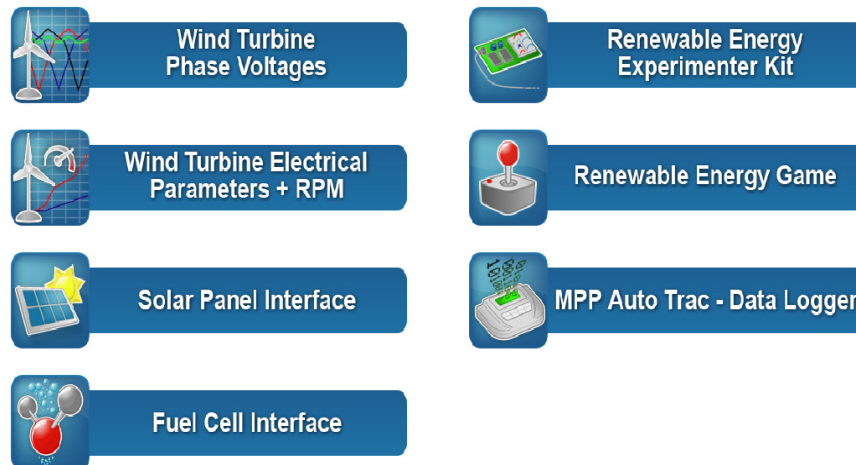 Wind Turbine
Phase Voltages
Wind Turbine Electrical
Parameters + RPM
Solar Panel Interface
Fuel Cell Interface
Renewable Energy
Experimenter Kit
Renewable Energy Game
MPP Auto Trac - Data Logger